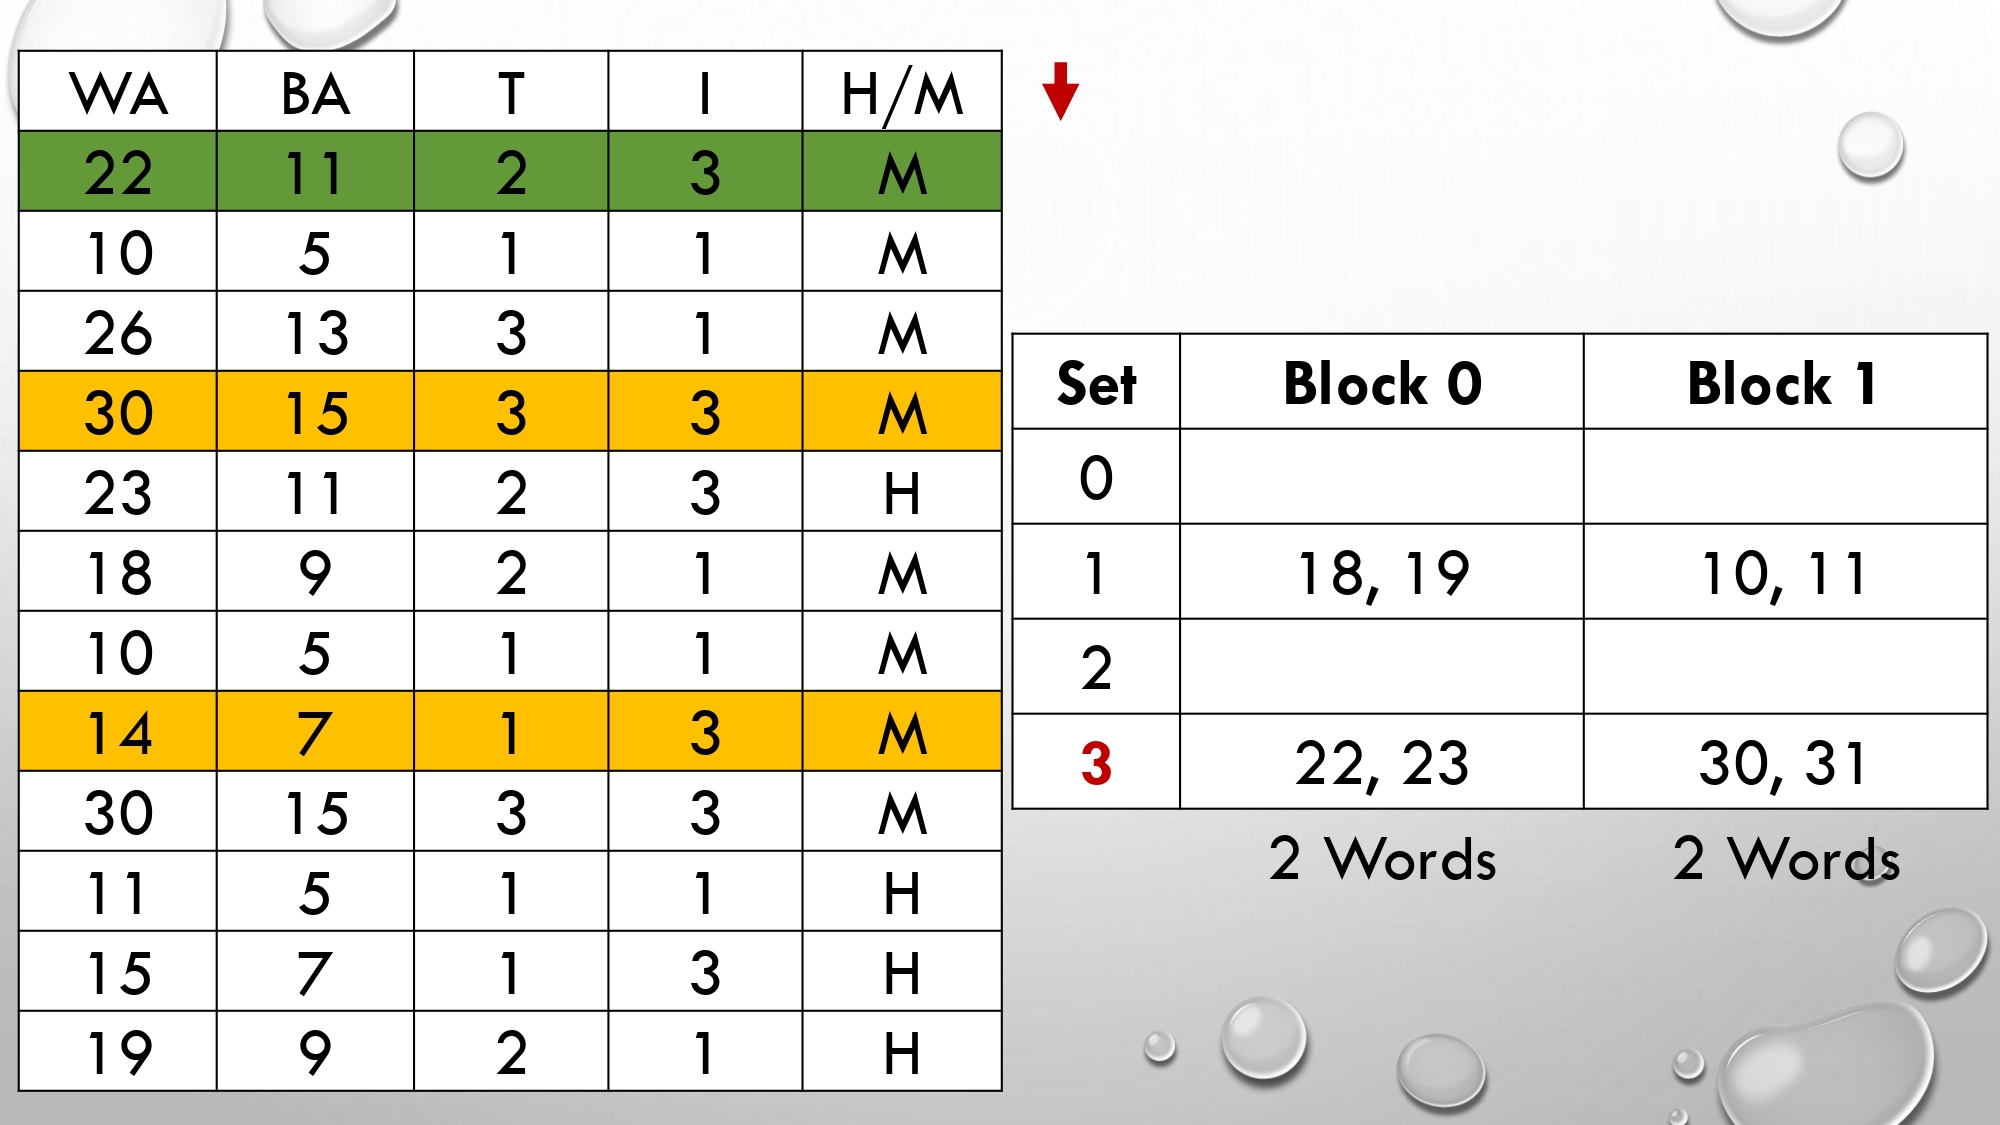 WA BA T I H/M
22 11 2 3 M
10 5 1 1 M
26 13 3 1 M
30 15 3 3 M
23 11 2 3 H
18 9 2 1 M
10 5 1 1 M
14 7 1 3 M
30 15 3 3 M
11 5 1 1 H
15 7 1 3 H
19 9 2 1 H
Set Block 0 Block 1
0
1 18, 19 10, 11
2
3 22, 23 30, 31
2 Words 2 Words